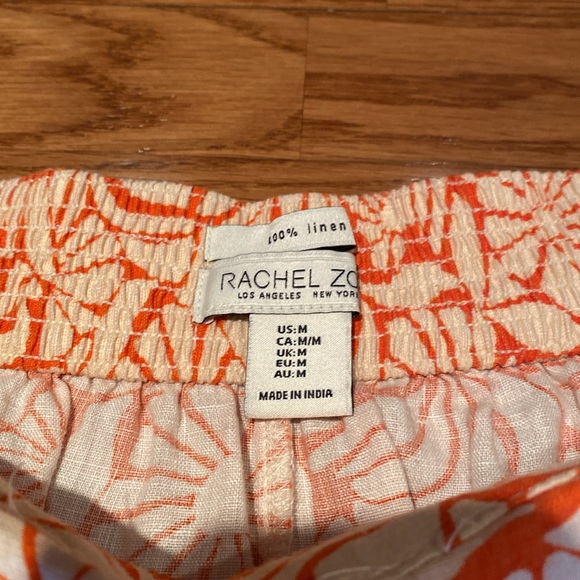 100% linen
RACHEL ZO
LOS ANGELES NEW YORK
US:M
CA:M/M
UK:M
EU:M
AU:M
MADE IN INDIA